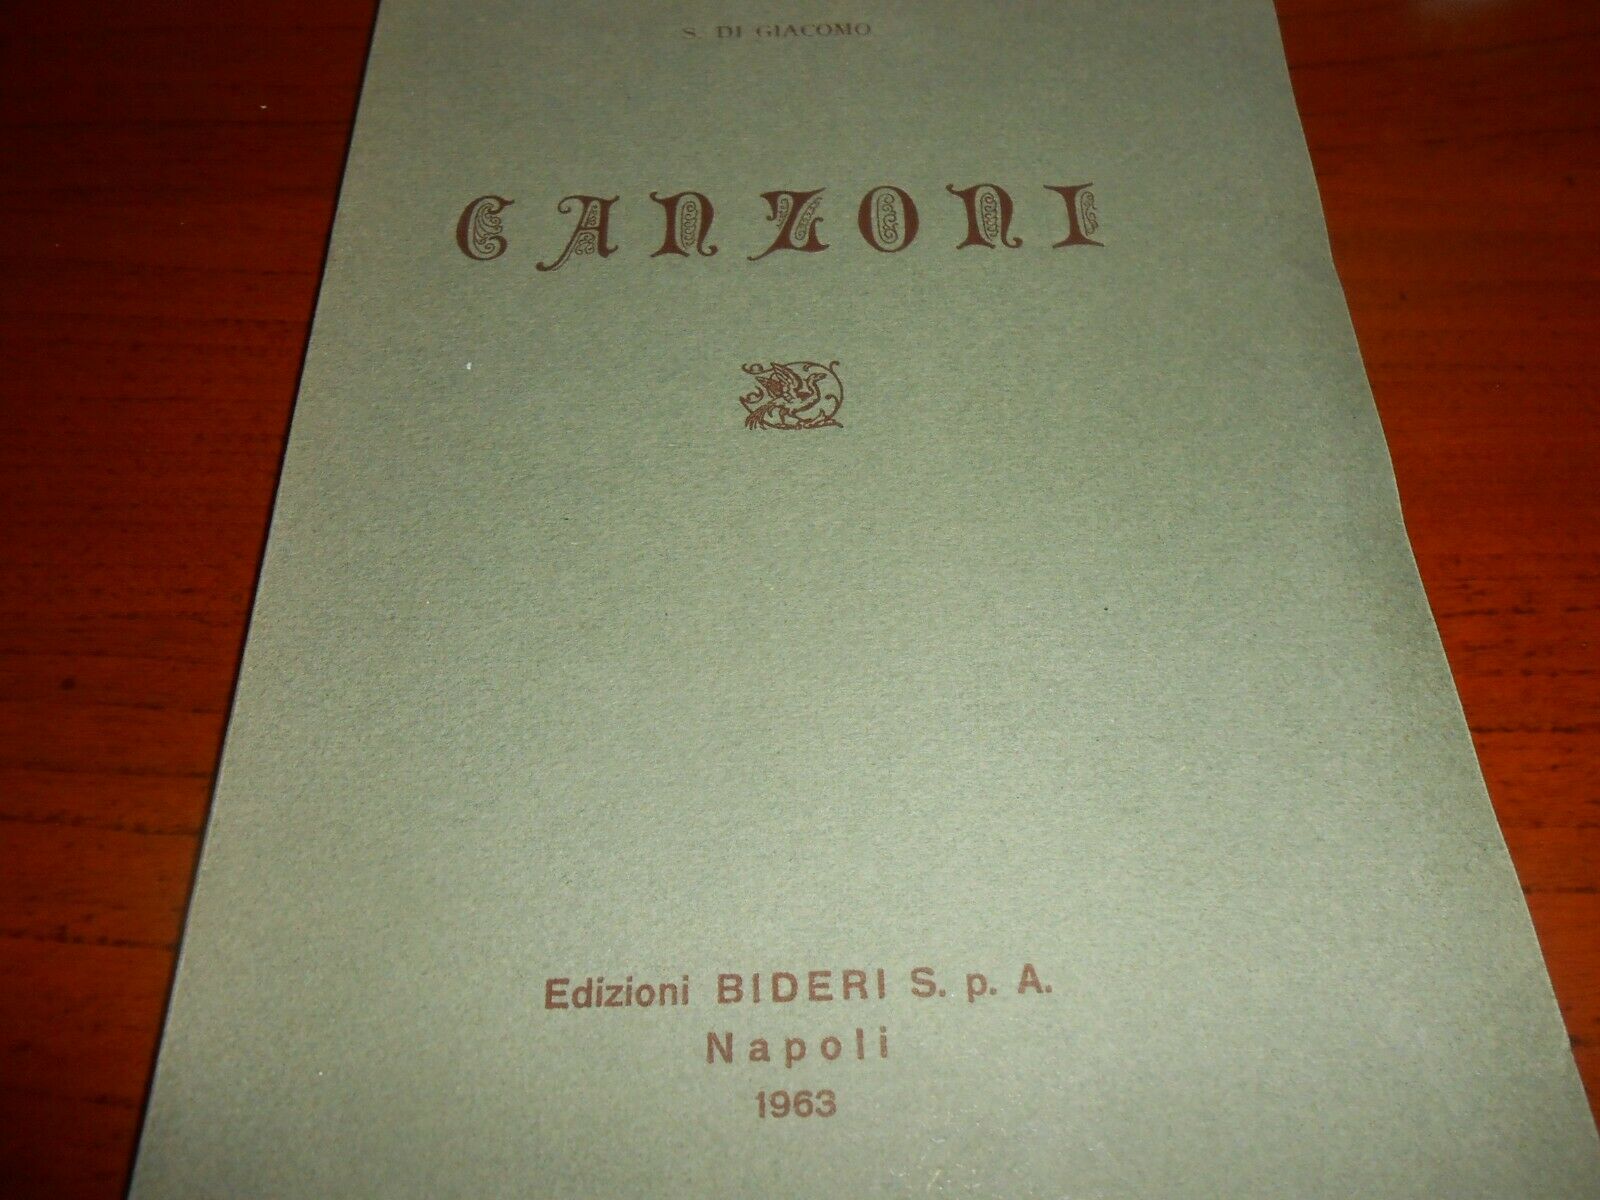 S. DI GIACOMO
CANZONI
Edizioni BIDERI S. p. A.
Napoli
1963